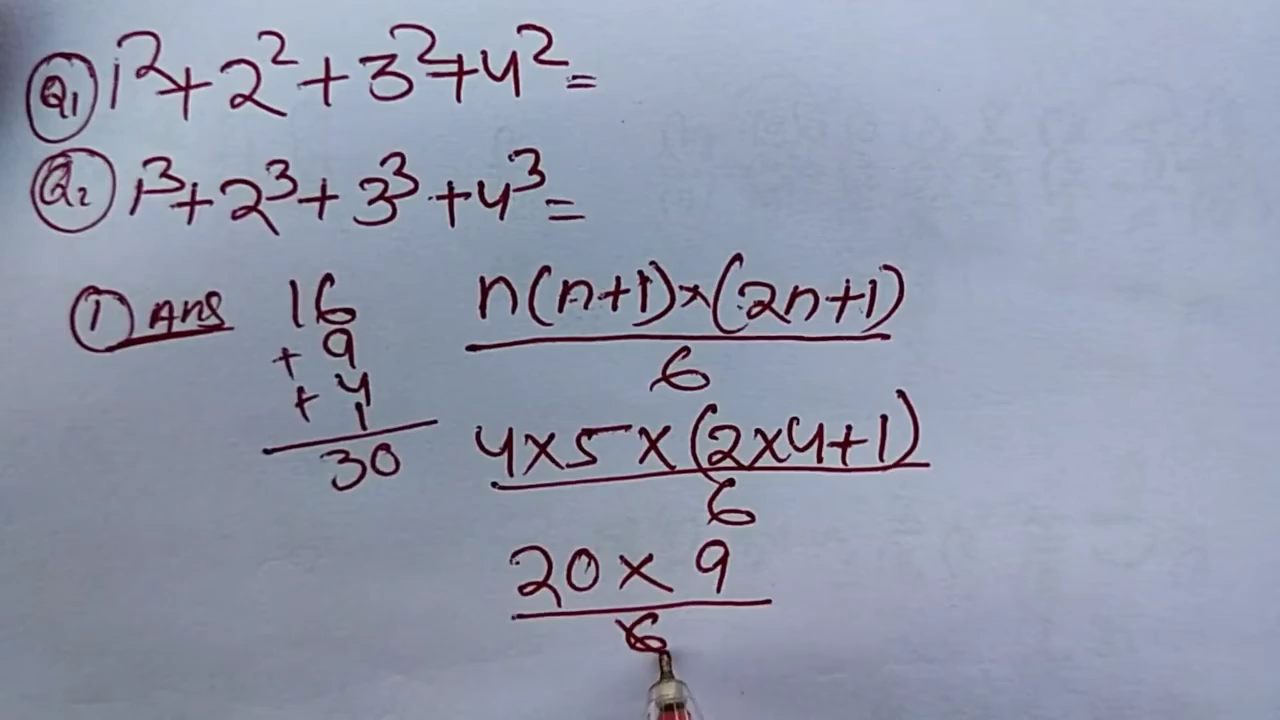 Q1 1² + 2² + 3² + 4² =
Q2 1³ + 2³ + 3³ + 4³ =
① Ans
16
+ 9
+ 4
1
30
n(n+1)×(2n+1)
6
4×5×(2×4+1)
6
20 × 9
6